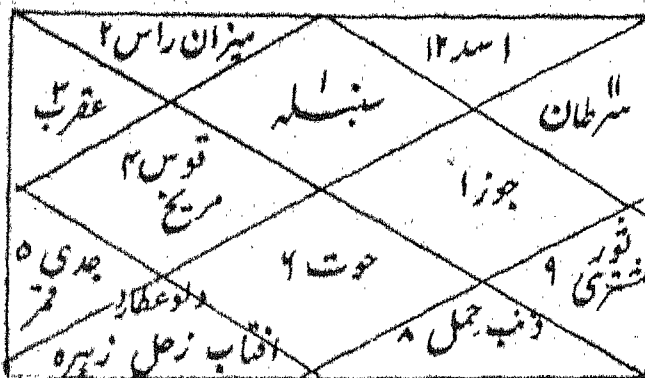 میزان راس ۲
اسد ۱۲
۱
سنبلہ
۳
عقرب
۱۱
سرطان
قوس ۴
مریخ
جوزا
جدی ۵
قمر
حوت ۶
ثور
مشتری ۹
دلو عطارد
آفتاب زحل زہرہ
ذنب حمل ۸